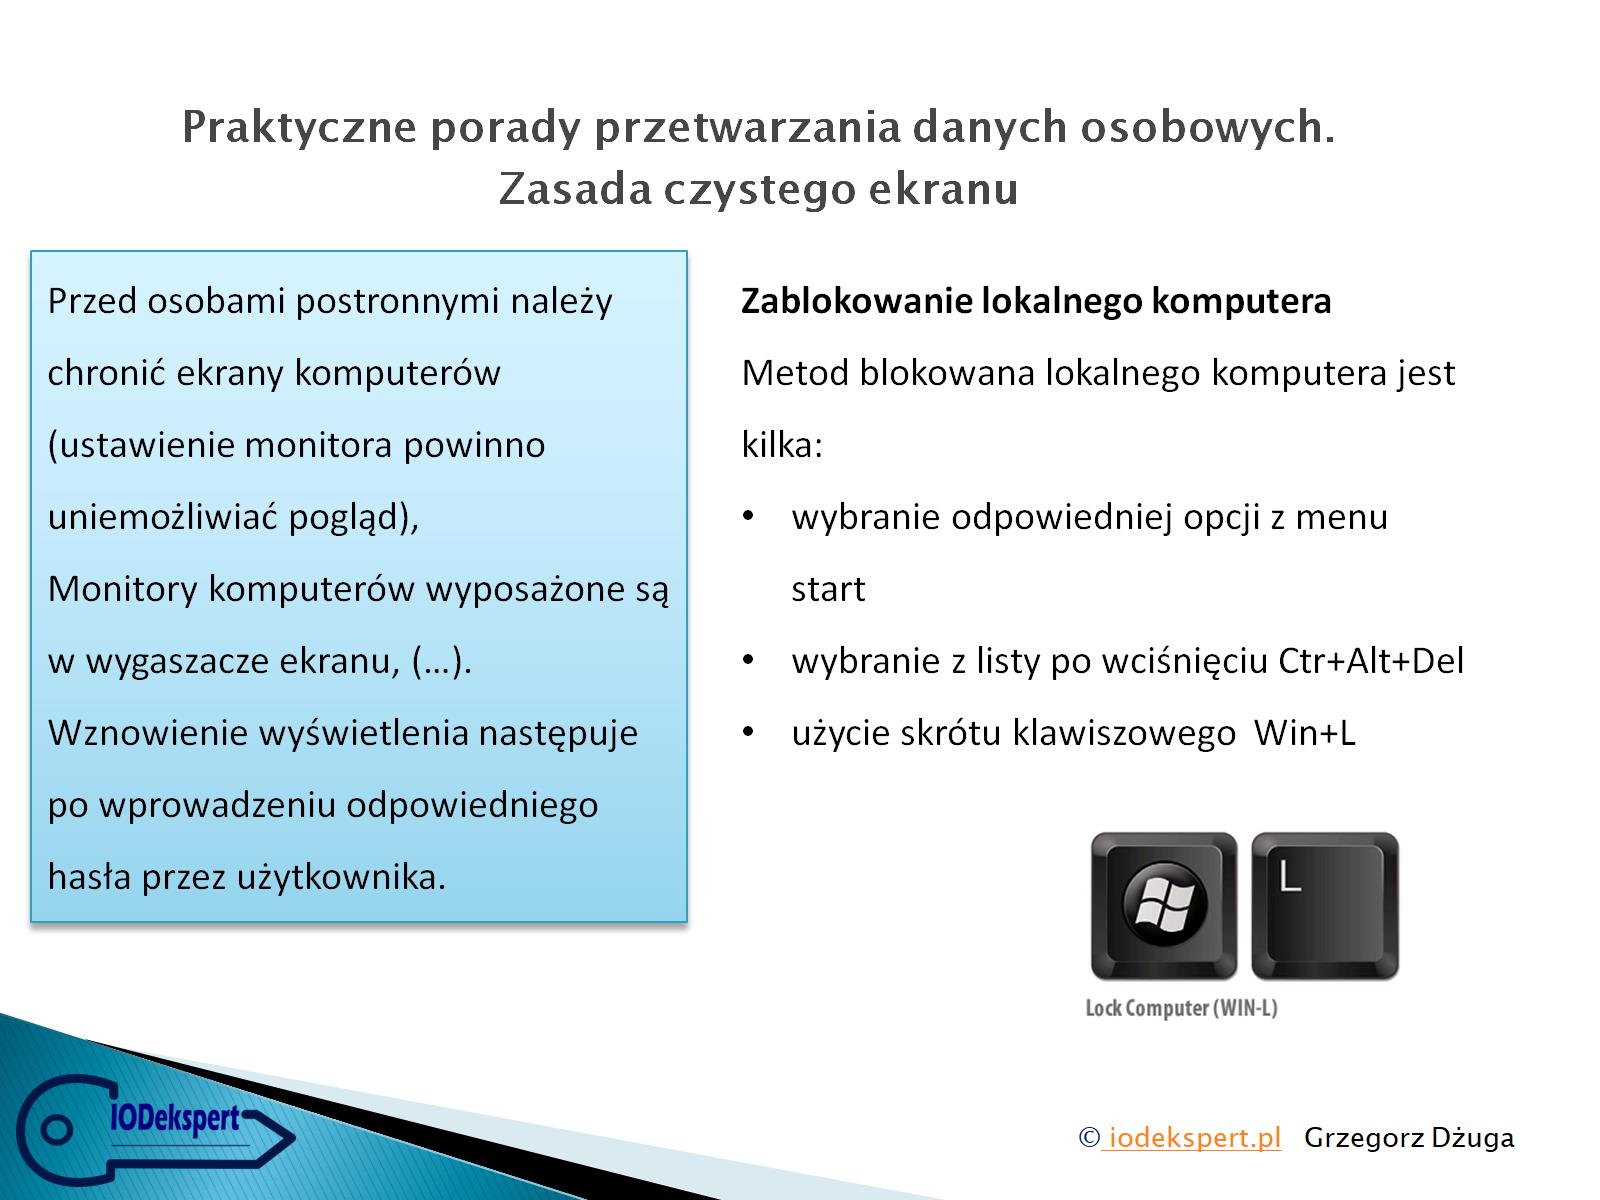 Praktyczne porady przetwarzania danych osobowych.
Zasada czystego ekranu
Przed osobami postronnymi należy
chronić ekrany komputerów
(ustawienie monitora powinno
uniemożliwiać pogląd),
Monitory komputerów wyposażone są
w wygaszacze ekranu, (…).
Wznowienie wyświetlenia następuje
po wprowadzeniu odpowiedniego
hasła przez użytkownika.
Zablokowanie lokalnego komputera
Metod blokowana lokalnego komputera jest
kilka:
• wybranie odpowiedniej opcji z menu
start
• wybranie z listy po wciśnięciu Ctr+Alt+Del
• użycie skrótu klawiszowego Win+L
L
Lock Computer (WIN-L)
IODekspert
© iodekspert.pl Grzegorz Dżuga